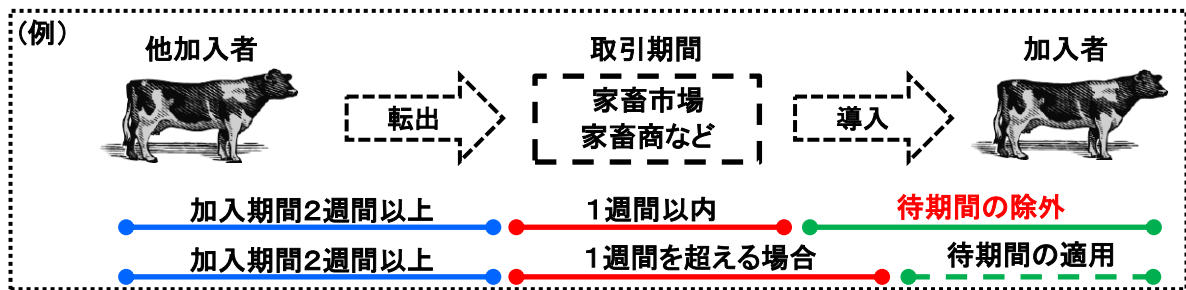 (例)
他加入者
取引期間
加入者
転出
家畜市場
家畜商など
導入
加入期間2週間以上
1週間以内
待期間の除外
加入期間2週間以上
1週間を超える場合
待期間の適用